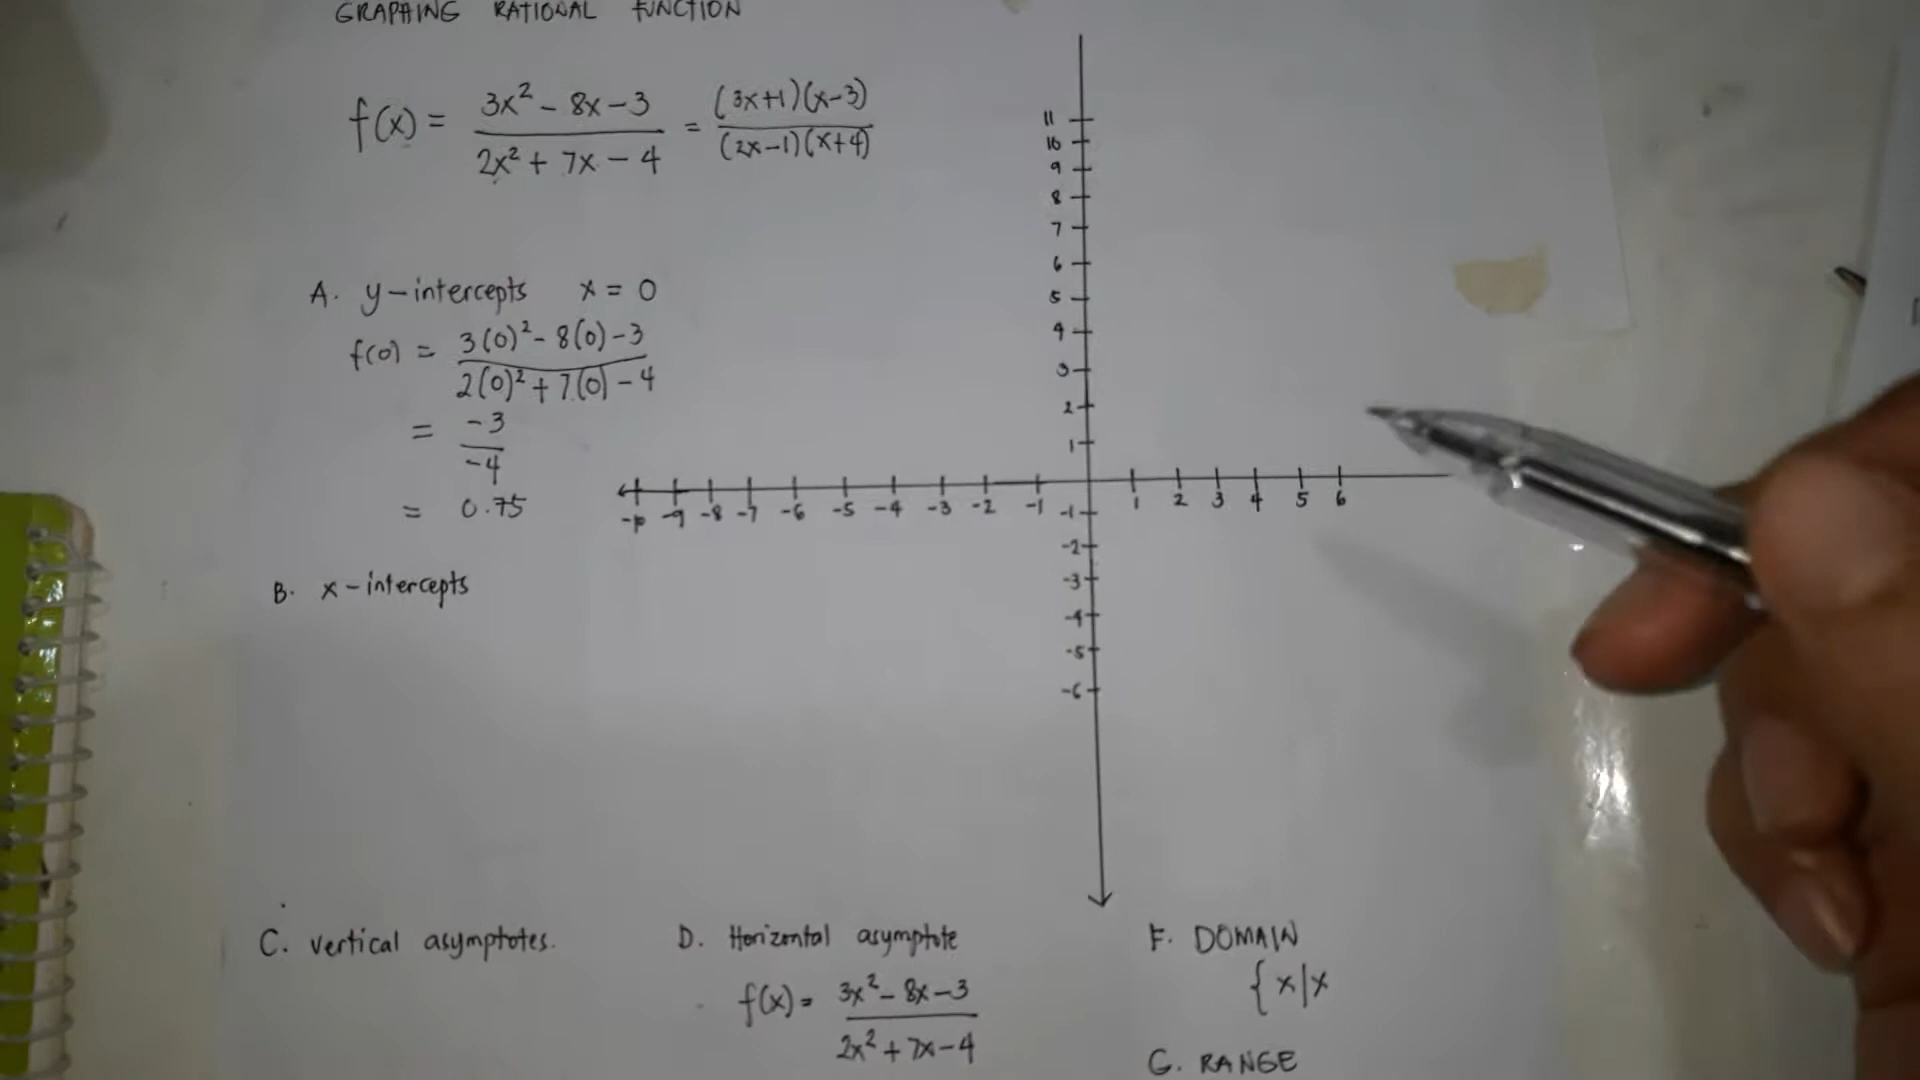 GRAPHING RATIONAL FUNCTION
f(x) = 3x² - 8x - 3 / 2x² + 7x - 4 = (3x+1)(x-3) / (2x-1)(x+4)
A. y-intercepts x = 0
f(0) = 3(0)² - 8(0) - 3 / 2(0)² + 7(0) - 4
= -3 / -4
= 0.75
B. x-intercepts
11
10
9
8
7
6
5
4
3
2
1
-10 -9 -8 -7 -6 -5 -4 -3 -2 -1 1 2 3 4 5 6
-1
-2
-3
-4
-5
-6
C. vertical asymptotes.
D. Horizontal asymptote
f(x) = 3x² - 8x - 3 / 2x² + 7x - 4
F. DOMAIN
{x|x
G. RANGE